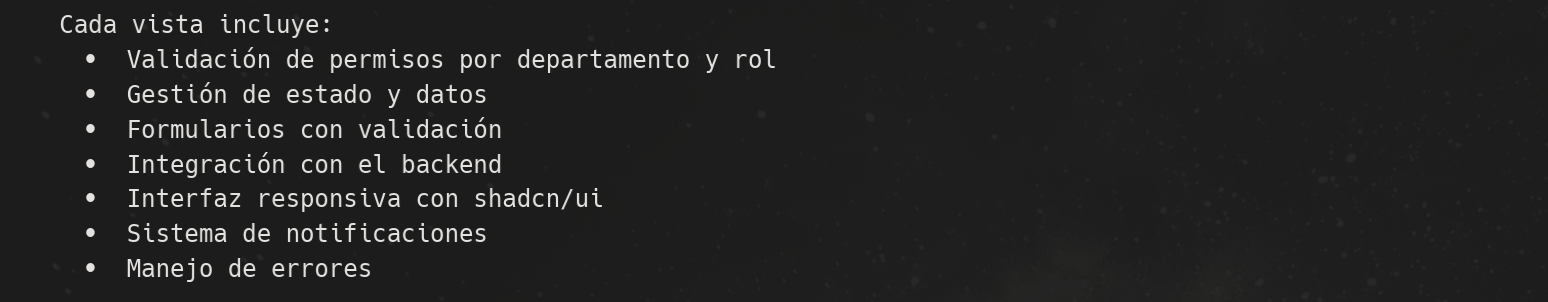 Cada vista incluye:
• Validación de permisos por departamento y rol
• Gestión de estado y datos
• Formularios con validación
• Integración con el backend
• Interfaz responsiva con shadcn/ui
• Sistema de notificaciones
• Manejo de errores